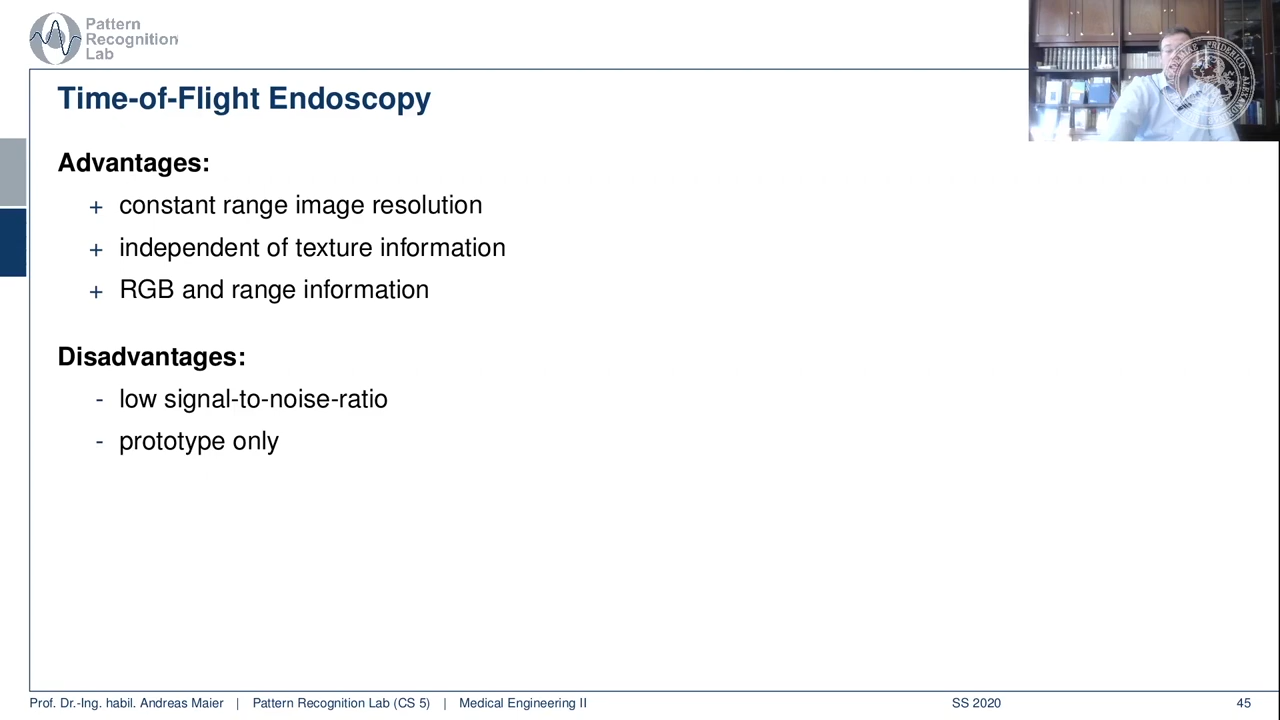 Pattern
Recognition
Lab
Time-of-Flight Endoscopy
Advantages:
+ constant range image resolution
+ independent of texture information
+ RGB and range information
Disadvantages:
- low signal-to-noise-ratio
- prototype only
Prof. Dr.-Ing. habil. Andreas Maier | Pattern Recognition Lab (CS 5) | Medical Engineering II SS 2020 45